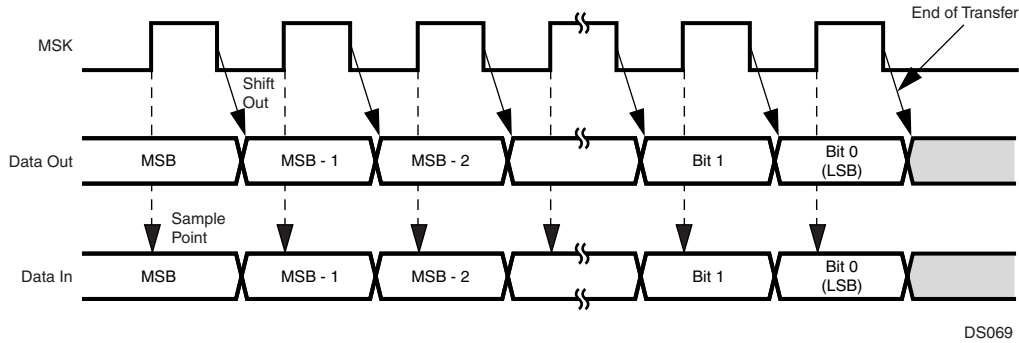 End of Transfer
MSK
Shift
Out
Data Out
MSB
MSB - 1
MSB - 2
Bit 1
Bit 0
(LSB)
Sample
Point
Data In
MSB
MSB - 1
MSB - 2
Bit 1
Bit 0
(LSB)
DS069